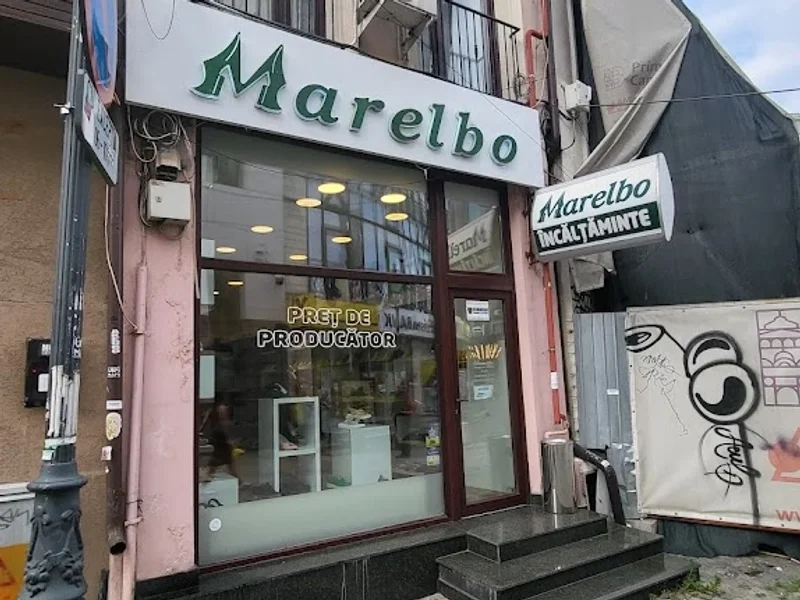 Marelbo
Marelbo
ÎNCĂLȚĂMINTE
PREȚ DE
PRODUCĂTOR